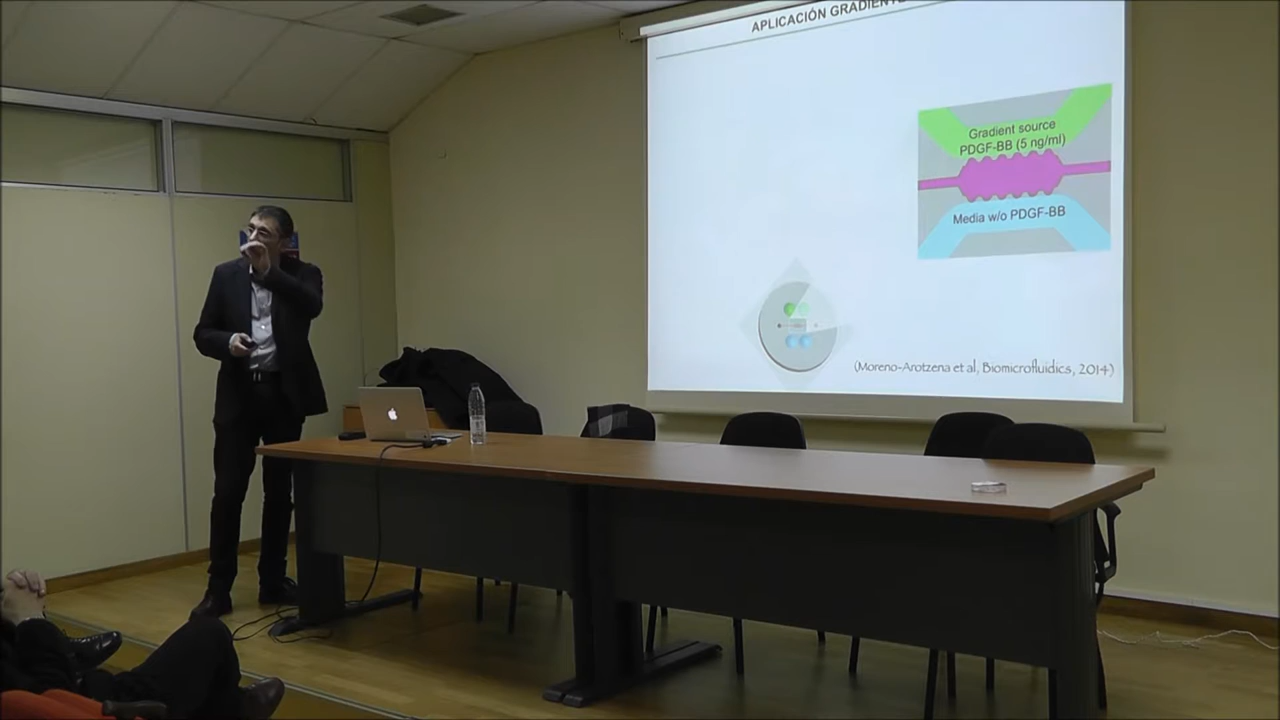 APLICACIÓN GRADIENTE
Gradient source
PDGF-BB (5 ng/ml)
Media w/o PDGF-BB
(Moreno-Arotzena et al, Biomicrofluidics, 2014)